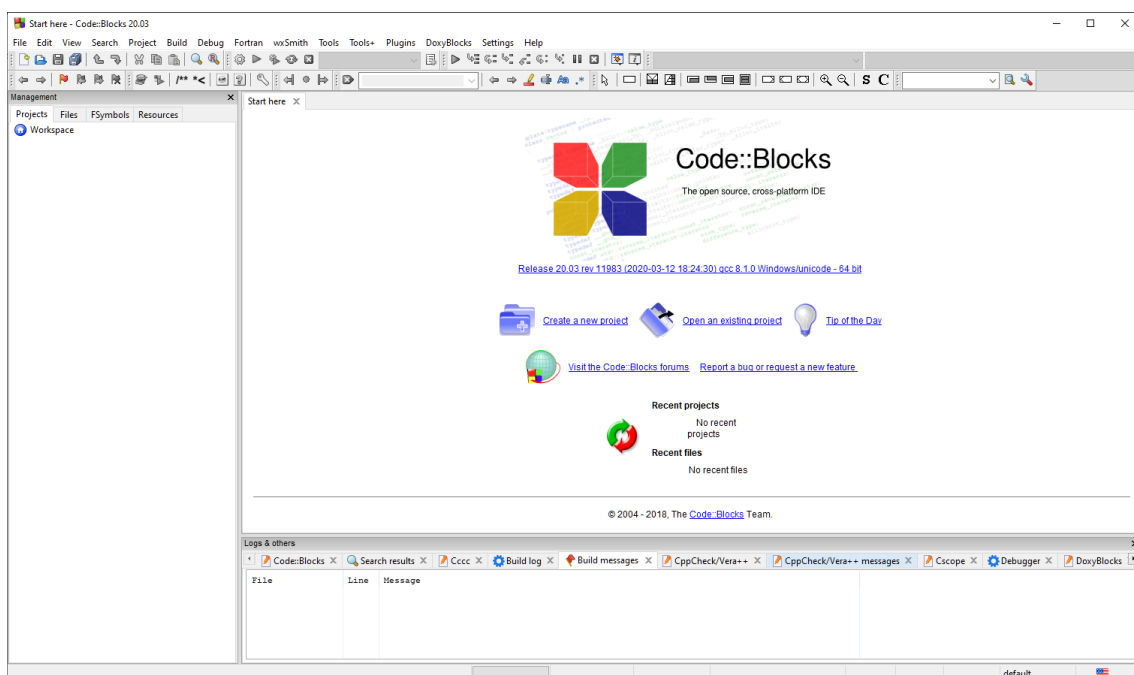 Start here - Code::Blocks 20.03
File Edit View Search Project Build Debug Fortran wxSmith Tools Tools+ Plugins DoxyBlocks Settings Help
/** *<
S C
Management
Projects Files FSymbols Resources
Workspace
Start here
Code::Blocks
The open source, cross-platform IDE
Release 20.03 rev 11983 (2020-03-12 18:24:30) gcc 8.1.0 Windows/unicode - 64 bit
Create a new project Open an existing project Tip of the Day
Visit the Code::Blocks forums Report a bug or request a new feature
Recent projects
No recent
projects
Recent files
No recent files
© 2004 - 2018, The Code::Blocks Team.
Logs & others
Code::Blocks Search results Cccc Build log Build messages CppCheck/Vera++ CppCheck/Vera++ messages Cscope Debugger DoxyBlocks
File Line Message
default